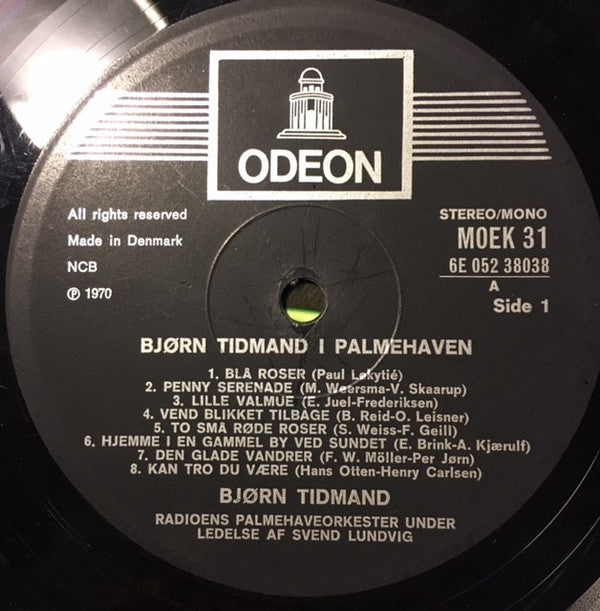 ODEON
All rights reserved
Made in Denmark
NCB
Ⓟ 1970
STEREO/MONO
MOEK 31
6E 052 38038
A
Side 1
BJØRN TIDMAND I PALMEHAVEN
1. BLÅ ROSER (Paul Løkytié)
2. PENNY SERENADE (M. Weersma-V. Skaarup)
3. LILLE VALMUE (E. Juel-Frederiksen)
4. VEND BLIKKET TILBAGE (B. Reid-O. Leisner)
5. TO SMÅ RØDE ROSER (S. Weiss-F. Geill)
6. HJEMME I EN GAMMEL BY VED SUNDET (E. Brink-A. Kjærulf)
7. DEN GLADE VANDRER (F. W. Möller-Per Jørn)
8. KAN TRO DU VÆRE (Hans Otten-Henry Carlsen)
BJØRN TIDMAND
RADIOENS PALMEHAVEORKESTER UNDER
LEDELSE AF SVEND LUNDVIG